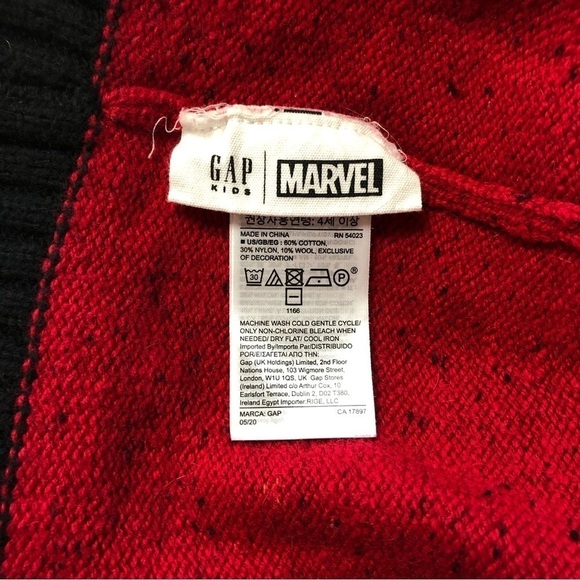 GAP
KIDS
MARVEL
권장사용연령: 4세 이상
MADE IN CHINA RN 54023
■ US/GB/EG : 60% COTTON,
30% NYLON, 10% WOOL, EXCLUSIVE
OF DECORATION
30 P
1166
MACHINE WASH COLD GENTLE CYCLE/
ONLY NON-CHLORINE BLEACH WHEN
NEEDED/ DRY FLAT/ COOL IRON
Imported By/Importe Par/DISTRIBUIDO
POR/ΕΙΣΑΓΕΤΑΙ ΑΠΟ ΤΗΝ:
Gap (UK Holdings) Limited, 2nd Floor
Nations House, 103 Wigmore Street,
London, W1U 1QS, UK Gap Stores
(Ireland) Limited c/o Arthur Cox, 10
Earlsfort Terrace, Dublin 2, D02 T380,
Ireland Egypt Importer RIGE, LLC
MARCA: GAP CA 17897
05/20